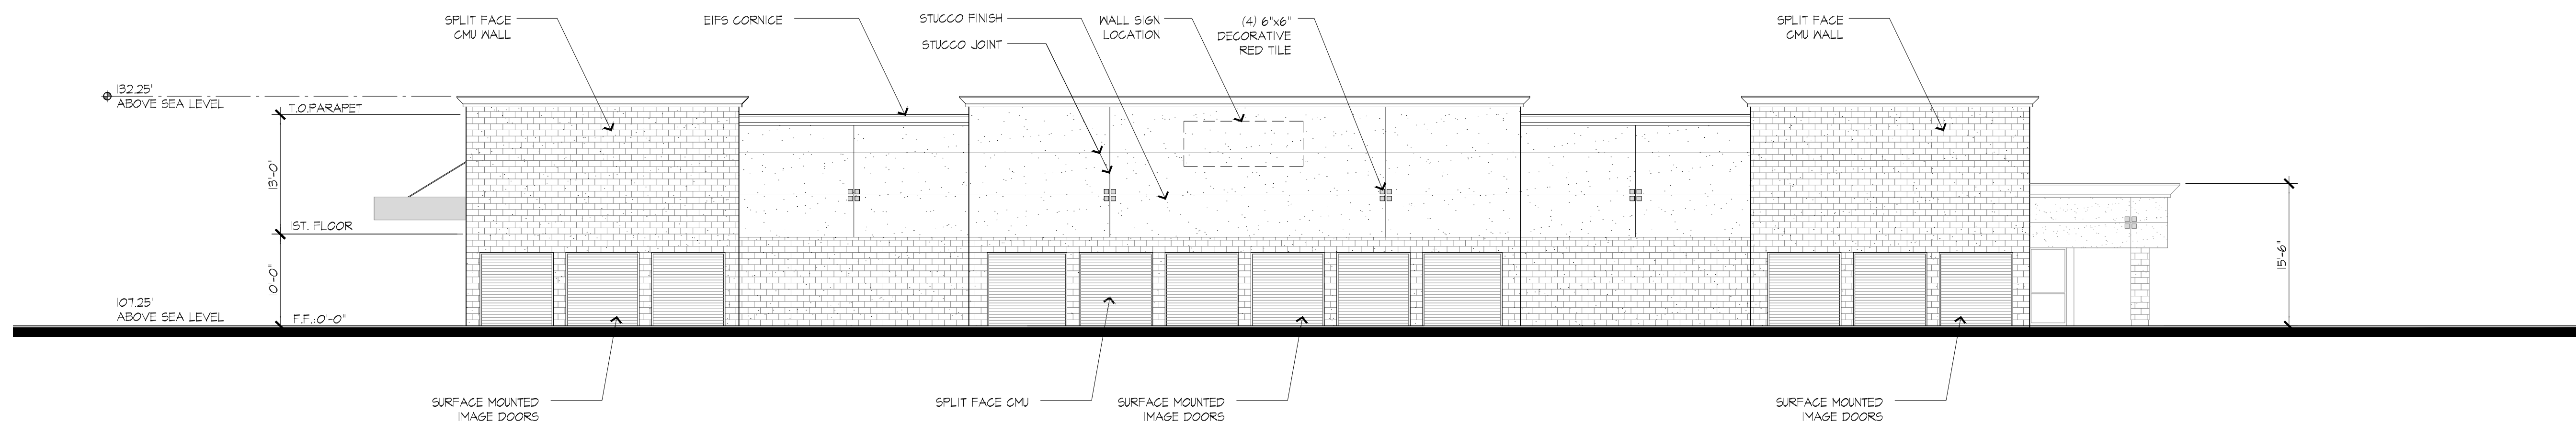 SPLIT FACE
CMU WALL
EIFS CORNICE
STUCCO FINISH
STUCCO JOINT
WALL SIGN
LOCATION
(4) 6"x6"
DECORATIVE
RED TILE
SPLIT FACE
CMU WALL
132.25'
ABOVE SEA LEVEL
T.O.PARAPET
13'-0"
1ST. FLOOR
10'-0"
15'-6"
107.25'
ABOVE SEA LEVEL
F.F.:0'-0"
SURFACE MOUNTED
IMAGE DOORS
SPLIT FACE CMU
SURFACE MOUNTED
IMAGE DOORS
SURFACE MOUNTED
IMAGE DOORS